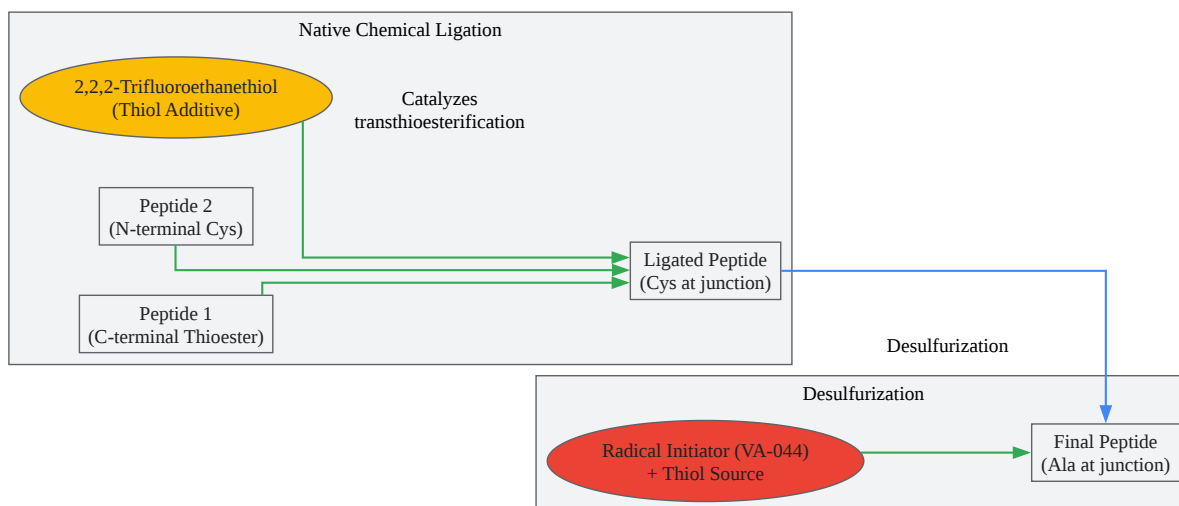 Native Chemical Ligation
2,2,2-Trifluoroethanethiol
(Thiol Additive)
Catalyzes
transthioesterification
Peptide 2
(N-terminal Cys)
Ligated Peptide
(Cys at junction)
Peptide 1
(C-terminal Thioester)
Desulfurization
Desulfurization
Radical Initiator (VA-044)
+ Thiol Source
Final Peptide
(Ala at junction)